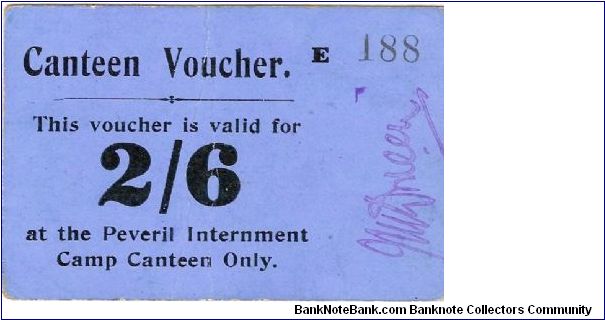 Canteen Voucher. E 188
This voucher is valid for
2/6
at the Peveril Internment
Camp Canteen Only.
BankNoteBank.com Banknote Collectors Community